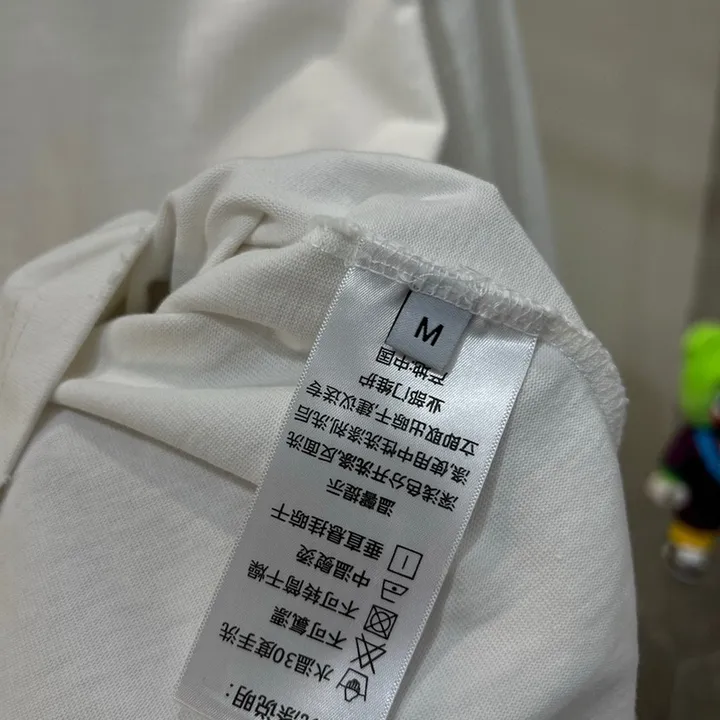 洗涤说明:
水温30度手洗
不可氯漂
不可转筒干燥
中温熨烫
垂直悬挂晾干
温馨提示
深浅色分开洗涤,反面洗
涤,使用中性洗涤剂,洗后
立即取出晾干建议送专
业部门维护
产地中国
M